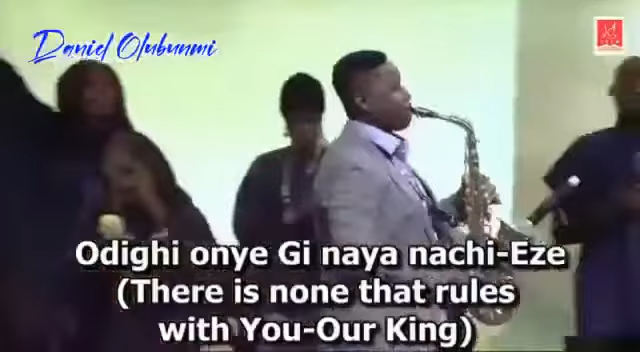 Daniel Olubunmi
Odighi onye Gi naya nachi-Eze
(There is none that rules
with You-Our King)